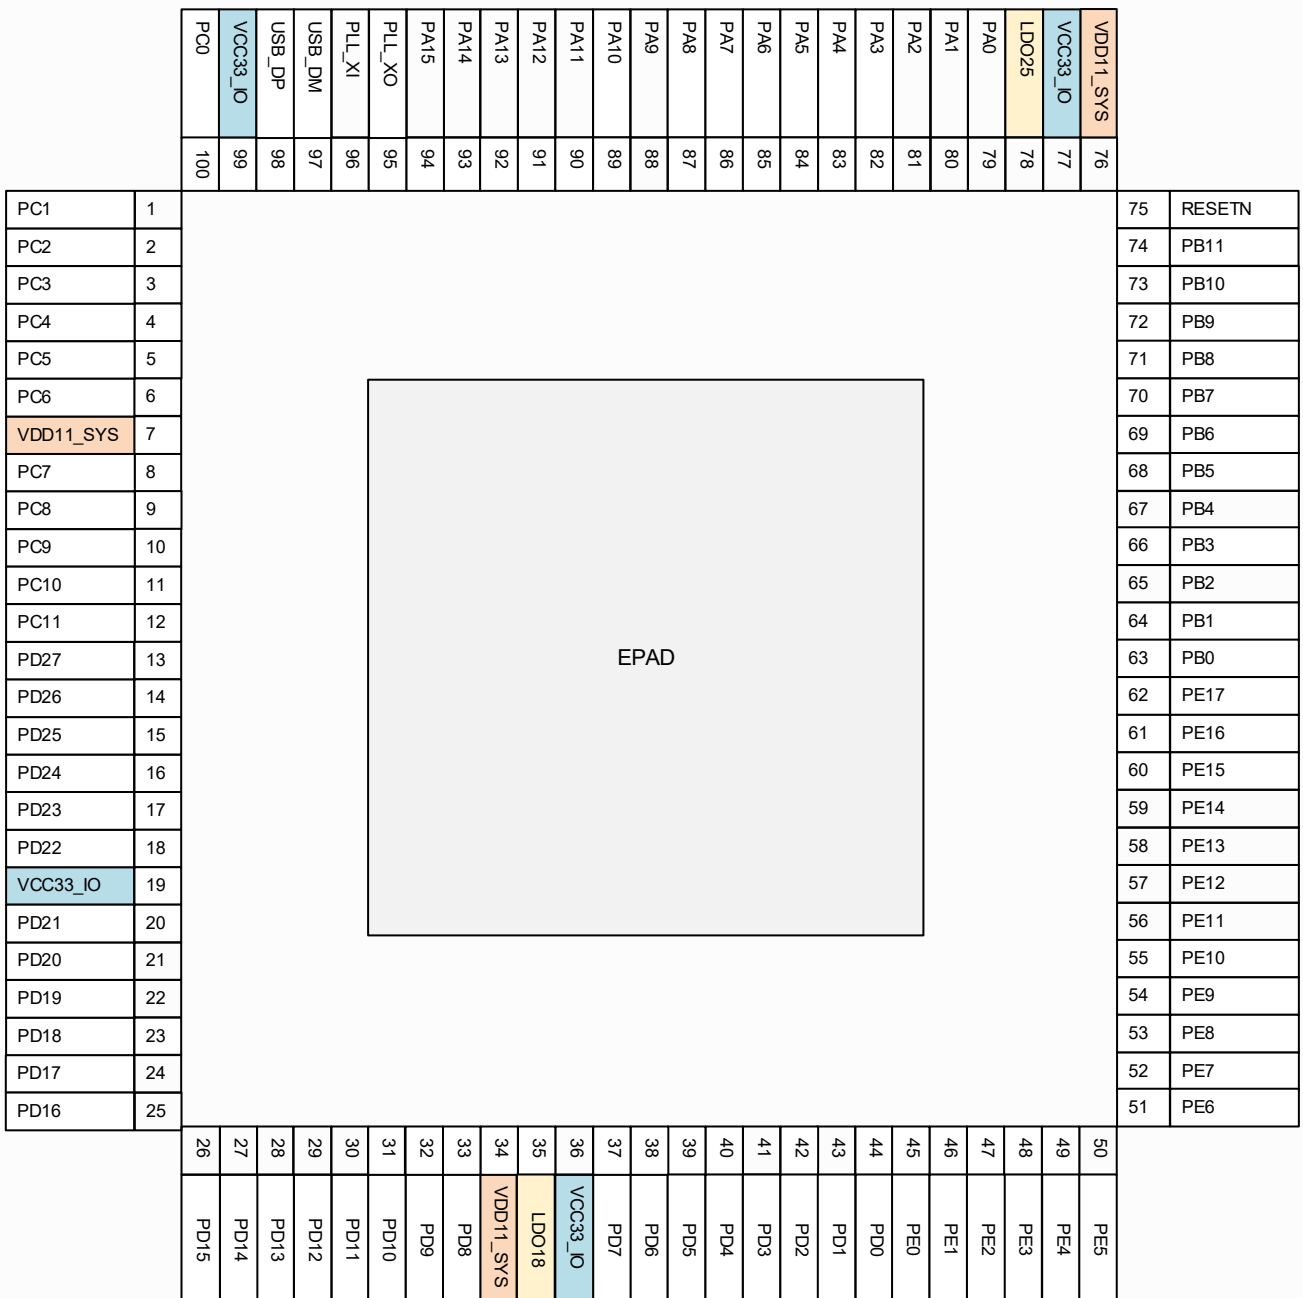 PC0 VCC33_IO USB_DP USB_DM PLL_XI PLL_XO PA15 PA14 PA13 PA12 PA11 PA10 PA9 PA8 PA7 PA6 PA5 PA4 PA3 PA2 PA1 PA0 LDO25 VCC33_IO VDD11_SYS
100 99 98 97 96 95 94 93 92 91 90 89 88 87 86 85 84 83 82 81 80 79 78 77 76
PC1 1 75 RESETN
PC2 2 74 PB11
PC3 3 73 PB10
PC4 4 72 PB9
PC5 5 71 PB8
PC6 6 70 PB7
VDD11_SYS 7 69 PB6
PC7 8 68 PB5
PC8 9 67 PB4
PC9 10 66 PB3
PC10 11 65 PB2
PC11 12 64 PB1
PD27 13 EPAD 63 PB0
PD26 14 62 PE17
PD25 15 61 PE16
PD24 16 60 PE15
PD23 17 59 PE14
PD22 18 58 PE13
VCC33_IO 19 57 PE12
PD21 20 56 PE11
PD20 21 55 PE10
PD19 22 54 PE9
PD18 23 53 PE8
PD17 24 52 PE7
PD16 25 51 PE6
26 27 28 29 30 31 32 33 34 35 36 37 38 39 40 41 42 43 44 45 46 47 48 49 50
PD15 PD14 PD13 PD12 PD11 PD10 PD9 PD8 VDD11_SYS LDO18 VCC33_IO PD7 PD6 PD5 PD4 PD3 PD2 PD1 PD0 PE0 PE1 PE2 PE3 PE4 PE5